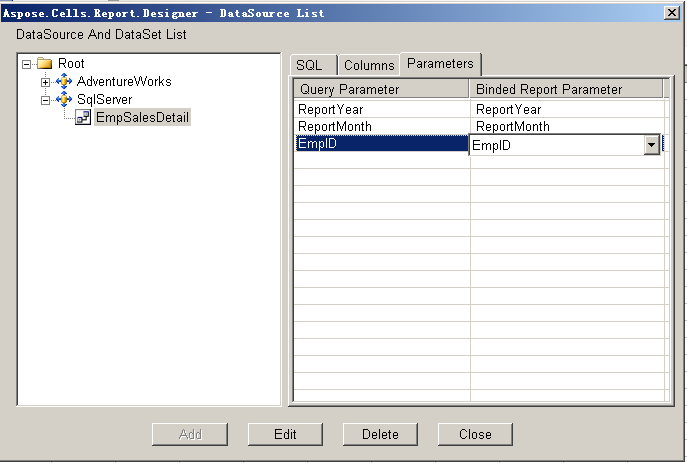 Aspose.Cells.Report.Designer - DataSource List
DataSource And DataSet List
Root
AdventureWorks
SqlServer
EmpSalesDetail
SQL Columns Parameters
Query Parameter Binded Report Parameter
ReportYear ReportYear
ReportMonth ReportMonth
EmpID EmpID
Add Edit Delete Close